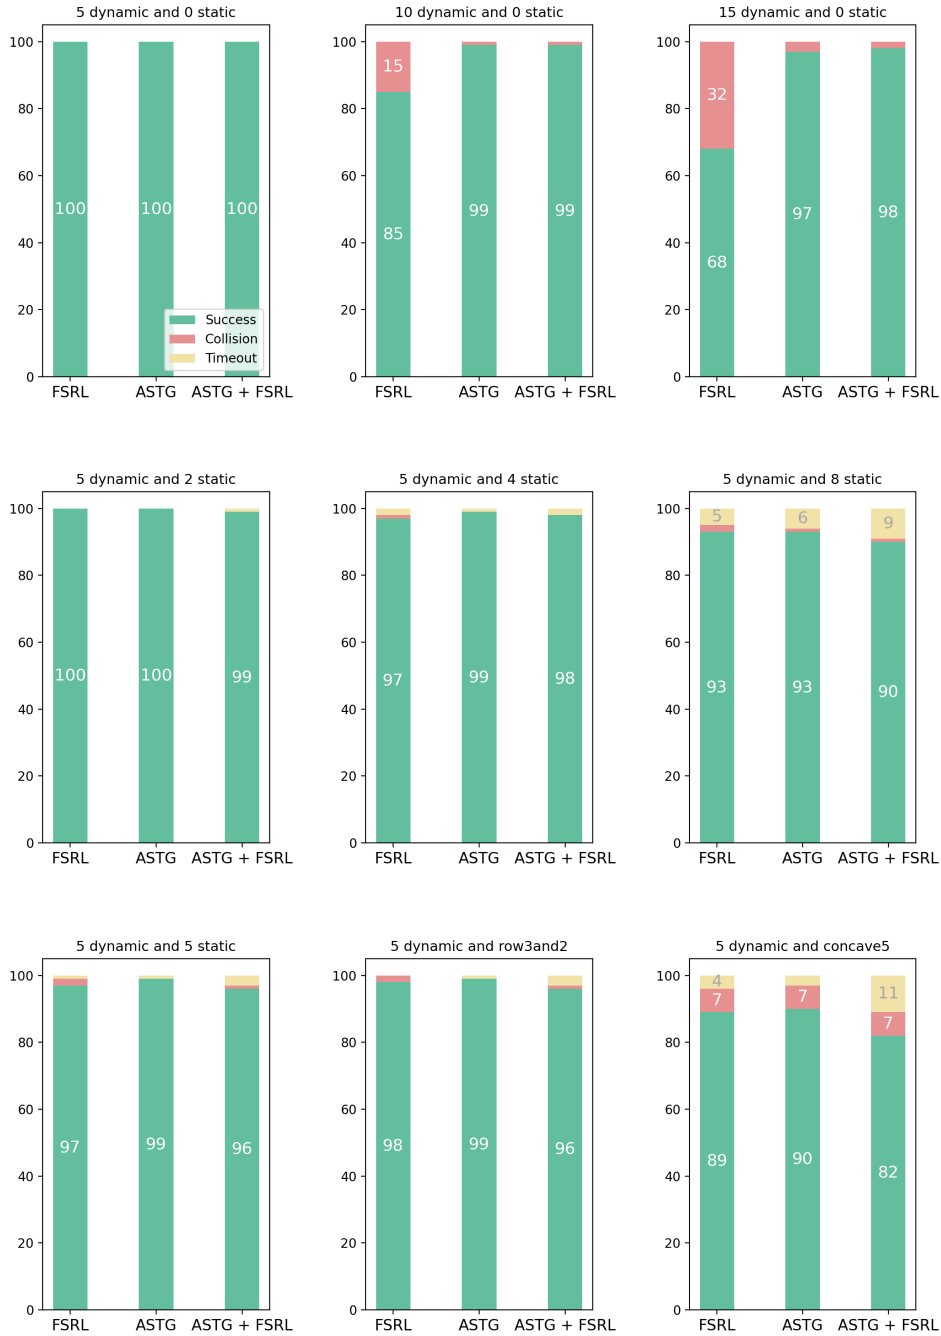 5 dynamic and 0 static
10 dynamic and 0 static
15 dynamic and 0 static
100
80
60
40
20
0
100
100
100
Success
Collision
Timeout
FSRL
ASTG
ASTG + FSRL
100
80
60
40
20
0
15
85
99
99
FSRL
ASTG
ASTG + FSRL
100
80
60
40
20
0
32
68
97
98
FSRL
ASTG
ASTG + FSRL
5 dynamic and 2 static
5 dynamic and 4 static
5 dynamic and 8 static
100
80
60
40
20
0
100
100
99
FSRL
ASTG
ASTG + FSRL
100
80
60
40
20
0
97
99
98
FSRL
ASTG
ASTG + FSRL
100
80
60
40
20
0
5
6
9
93
93
90
FSRL
ASTG
ASTG + FSRL
5 dynamic and 5 static
5 dynamic and row3and2
5 dynamic and concave5
100
80
60
40
20
0
97
99
96
FSRL
ASTG
ASTG + FSRL
100
80
60
40
20
0
98
99
96
FSRL
ASTG
ASTG + FSRL
100
80
60
40
20
0
4
7
7
11
7
89
90
82
FSRL
ASTG
ASTG + FSRL